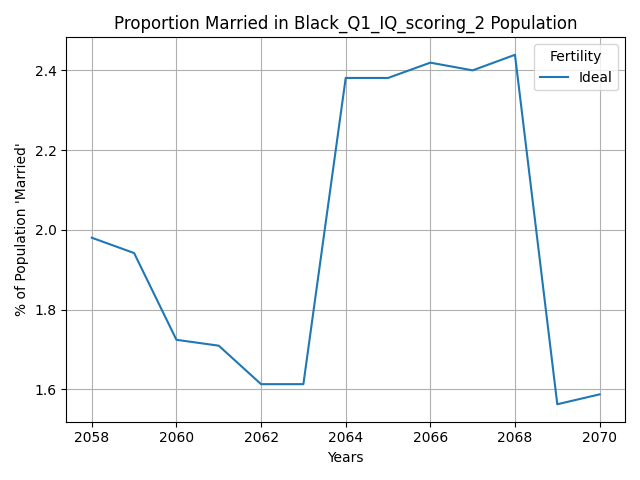 Proportion Married in Black_Q1_IQ_scoring_2 Population
Fertility
Ideal
2.4
2.2
2.0
1.8
1.6
% of Population 'Married'
2058 2060 2062 2064 2066 2068 2070
Years